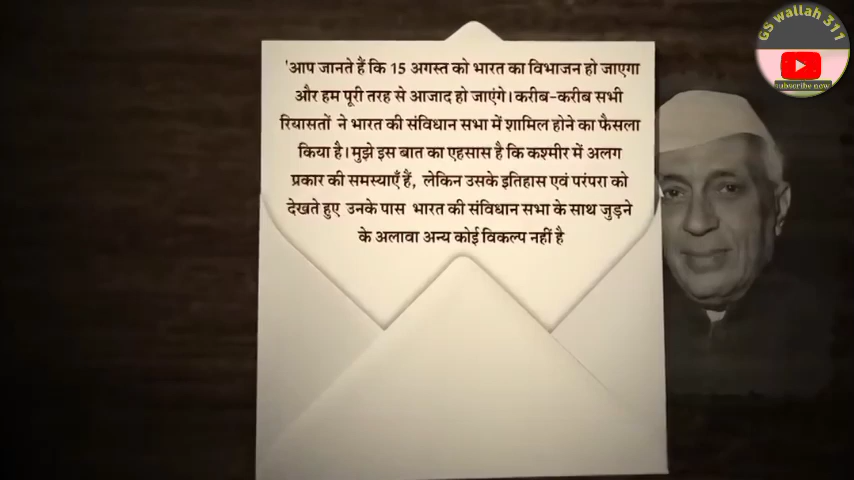 GS wallah 311
subscribe now
'आप जानते हैं कि 15 अगस्त को भारत का विभाजन हो जाएगा
और हम पूरी तरह से आजाद हो जाएंगे। करीब-करीब सभी
रियासतों ने भारत की संविधान सभा में शामिल होने का फैसला
किया है। मुझे इस बात का एहसास है कि कश्मीर में अलग
प्रकार की समस्याएँ हैं, लेकिन उसके इतिहास एवं परंपरा को
देखते हुए उनके पास भारत की संविधान सभा के साथ जुड़ने
के अलावा अन्य कोई विकल्प नहीं है